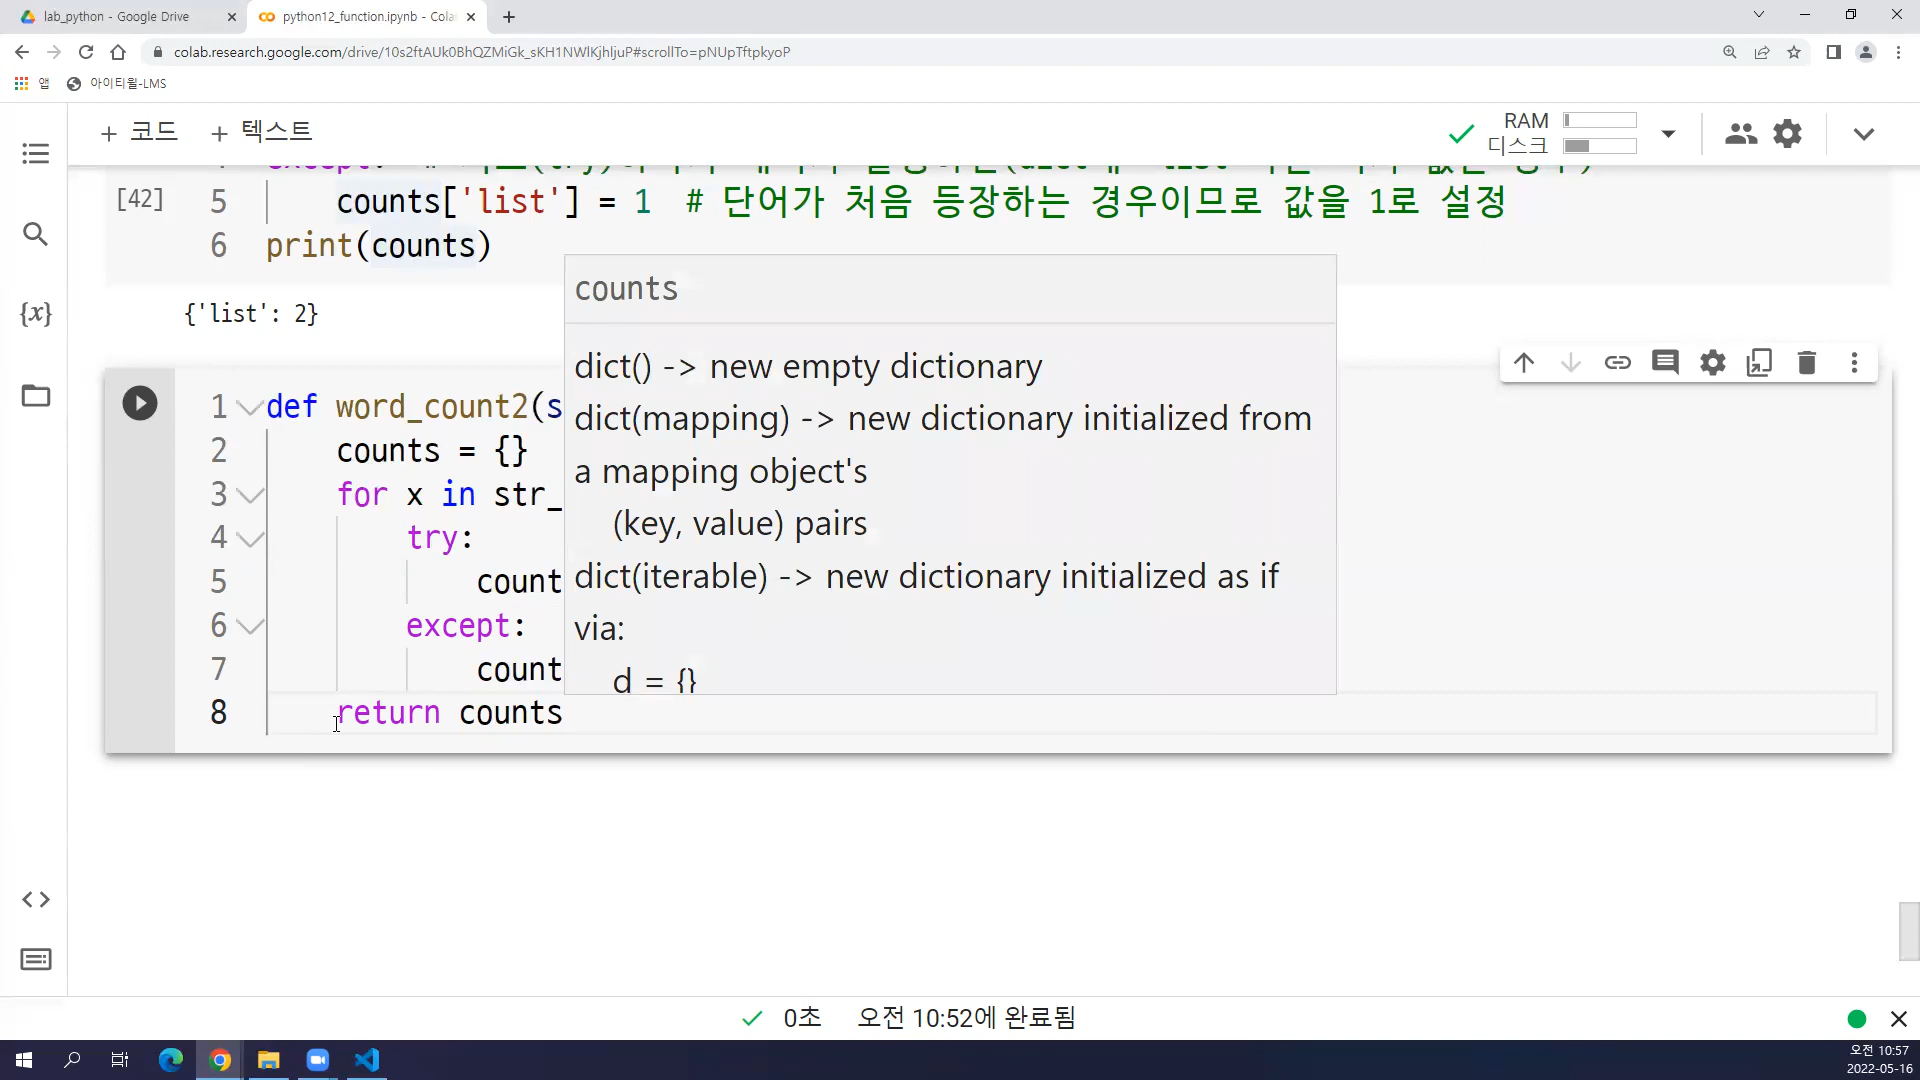 lab_python - Google Drive
python12_function.ipynb - Cola
colab.research.google.com/drive/10s2ftAUk0BhQZMiGk_sKH1NWlKjhljuP#scrollTo=pNUpTftpkyoP
앱 아이티윌-LMS
+ 코드 + 텍스트
RAM
디스크
[42]
5 counts['list'] = 1 # 단어가 처음 등장하는 경우이므로 값을 1로 설정
6 print(counts)
{'list': 2}
1 def word_count2(s
2 counts = {}
3 for x in str_
4 try:
5 count
6 except:
7 count
8 return counts
counts
dict() -> new empty dictionary
dict(mapping) -> new dictionary initialized from
a mapping object's
(key, value) pairs
dict(iterable) -> new dictionary initialized as if
via:
d = {}
0초 오전 10:52에 완료됨
오전 10:57
2022-05-16